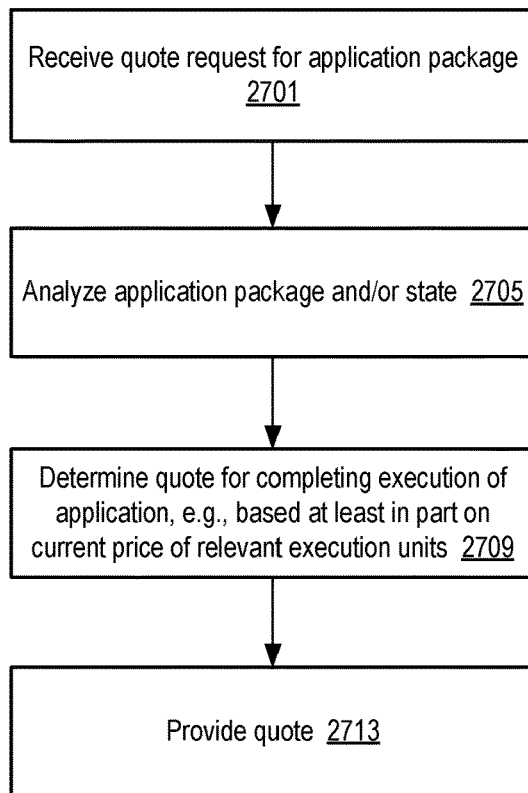 Receive quote request for application package
2701
Analyze application package and/or state 2705
Determine quote for completing execution of
application, e.g., based at least in part on
current price of relevant execution units 2709
Provide quote 2713